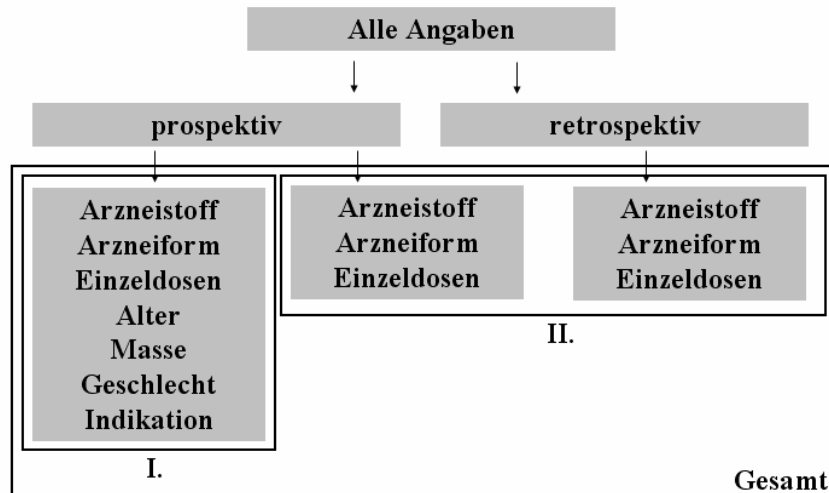 Alle Angaben
prospektiv
retrospektiv
Arzneistoff
Arzneiform
Einzeldosen
Alter
Masse
Geschlecht
Indikation
I.
Arzneistoff
Arzneiform
Einzeldosen
Arzneistoff
Arzneiform
Einzeldosen
II.
Gesamt